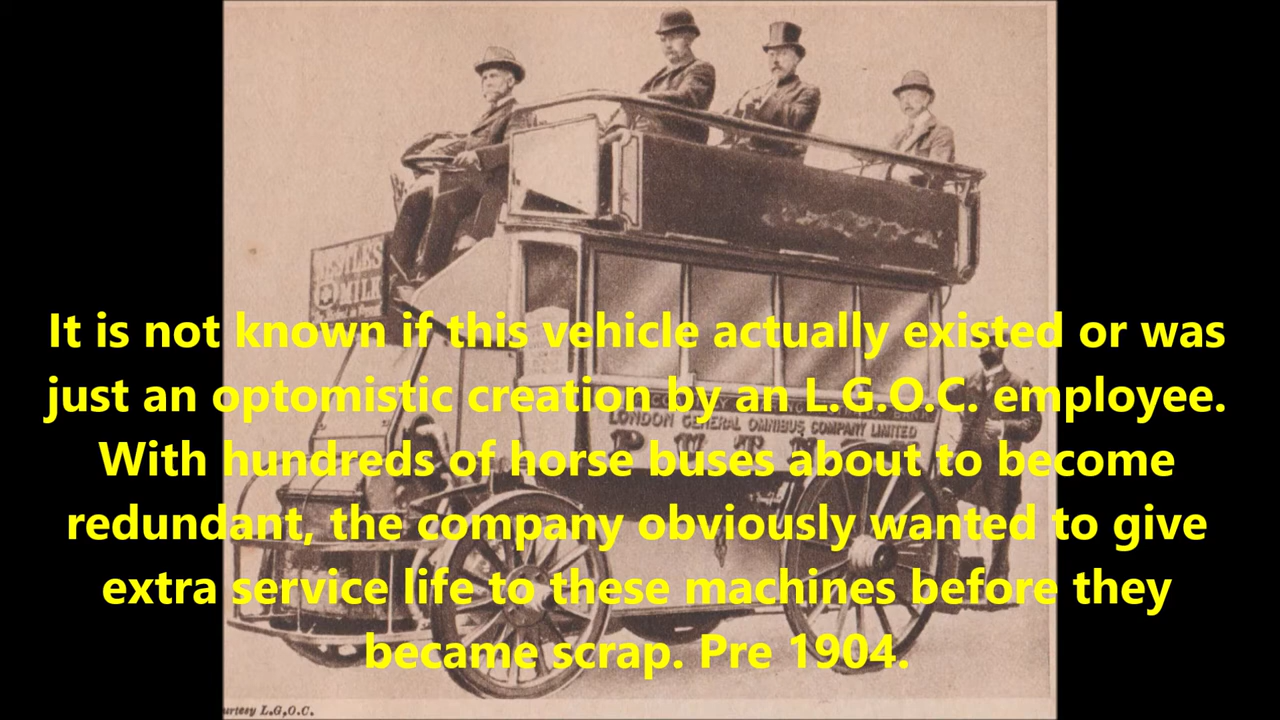 NESTLE'S
MILK
It is not known if this vehicle actually existed or was
just an optomistic creation by an L.G.O.C. employee.
LONDON GENERAL OMNIBUS COMPANY LIMITED
With hundreds of horse buses about to become
redundant, the company obviously wanted to give
extra service life to these machines before they
became scrap. Pre 1904.
urtesy L.G,O.C.